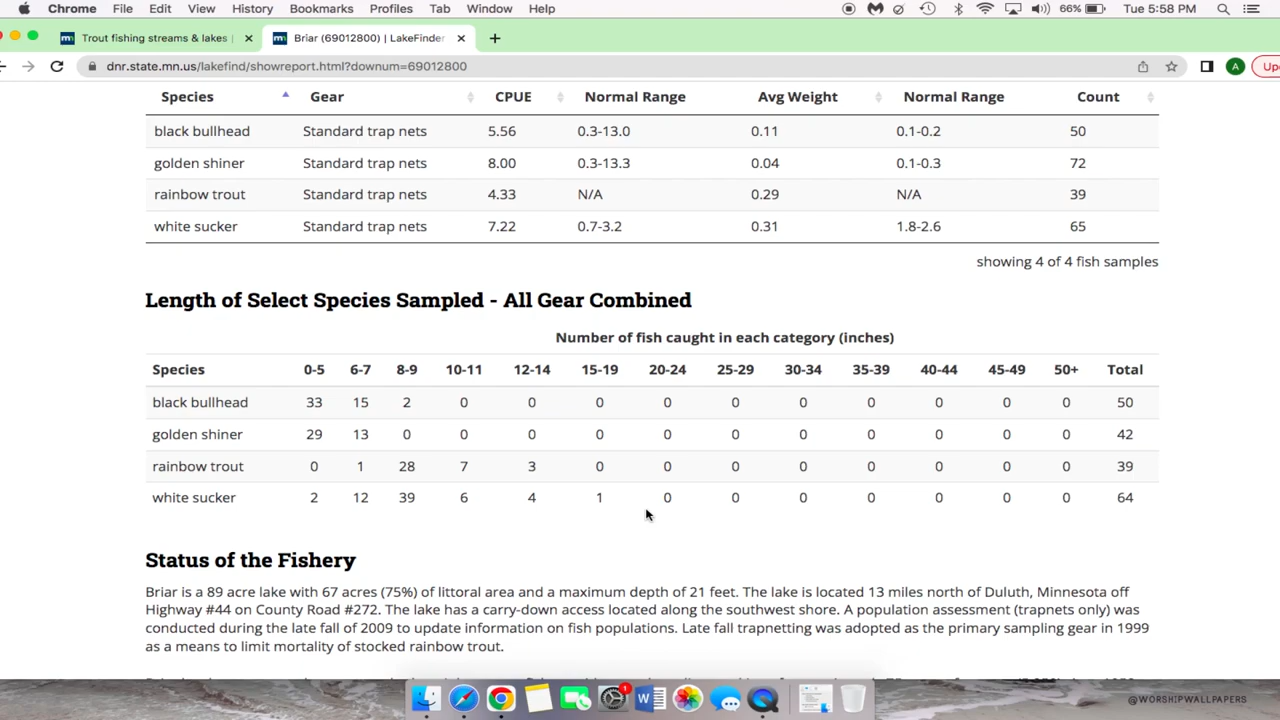 Chrome File Edit View History Bookmarks Profiles Tab Window Help 66% Tue 5:58 PM
Trout fishing streams & lakes Briar (69012800) | LakeFinder
dnr.state.mn.us/lakefind/showreport.html?downum=69012800 A
Species Gear CPUE Normal Range Avg Weight Normal Range Count
black bullhead Standard trap nets 5.56 0.3-13.0 0.11 0.1-0.2 50
golden shiner Standard trap nets 8.00 0.3-13.3 0.04 0.1-0.3 72
rainbow trout Standard trap nets 4.33 N/A 0.29 N/A 39
white sucker Standard trap nets 7.22 0.7-3.2 0.31 1.8-2.6 65
showing 4 of 4 fish samples
Length of Select Species Sampled - All Gear Combined
Number of fish caught in each category (inches)
Species 0-5 6-7 8-9 10-11 12-14 15-19 20-24 25-29 30-34 35-39 40-44 45-49 50+ Total
black bullhead 33 15 2 0 0 0 0 0 0 0 0 0 0 50
golden shiner 29 13 0 0 0 0 0 0 0 0 0 0 0 42
rainbow trout 0 1 28 7 3 0 0 0 0 0 0 0 0 39
white sucker 2 12 39 6 4 1 0 0 0 0 0 0 0 64
Status of the Fishery
Briar is a 89 acre lake with 67 acres (75%) of littoral area and a maximum depth of 21 feet. The lake is located 13 miles north of Duluth, Minnesota off
Highway #44 on County Road #272. The lake has a carry-down access located along the southwest shore. A population assessment (trapnets only) was
conducted during the late fall of 2009 to update information on fish populations. Late fall trapnetting was adopted as the primary sampling gear in 1999
as a means to limit mortality of stocked rainbow trout.
@WORSHIPWALLPAPERS